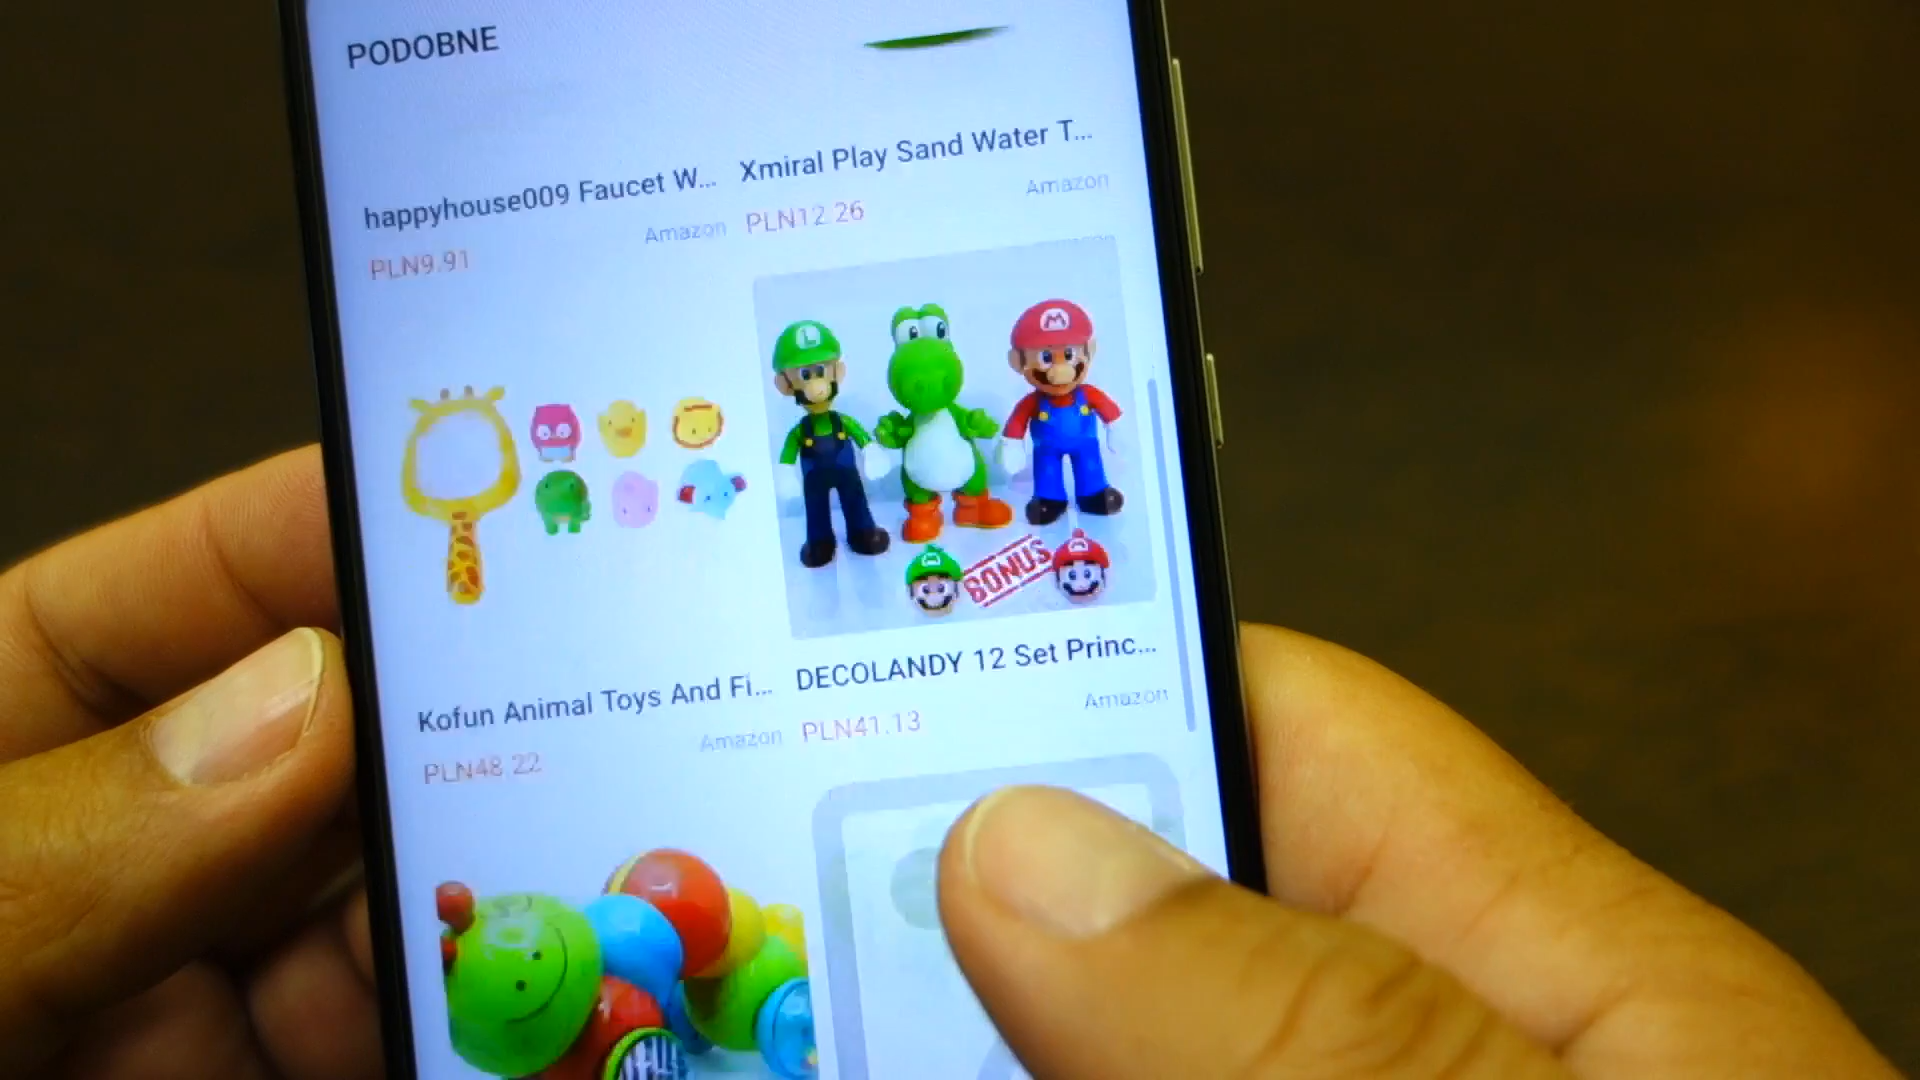 PODOBNE
happyhouse009 Faucet W...
Amazon
PLN9.91
Xmiral Play Sand Water T...
Amazon
PLN12.26
L
M
BONUS
Kofun Animal Toys And Fi...
Amazon
PLN48.22
DECOLANDY 12 Set Princ...
Amazon
PLN41.13